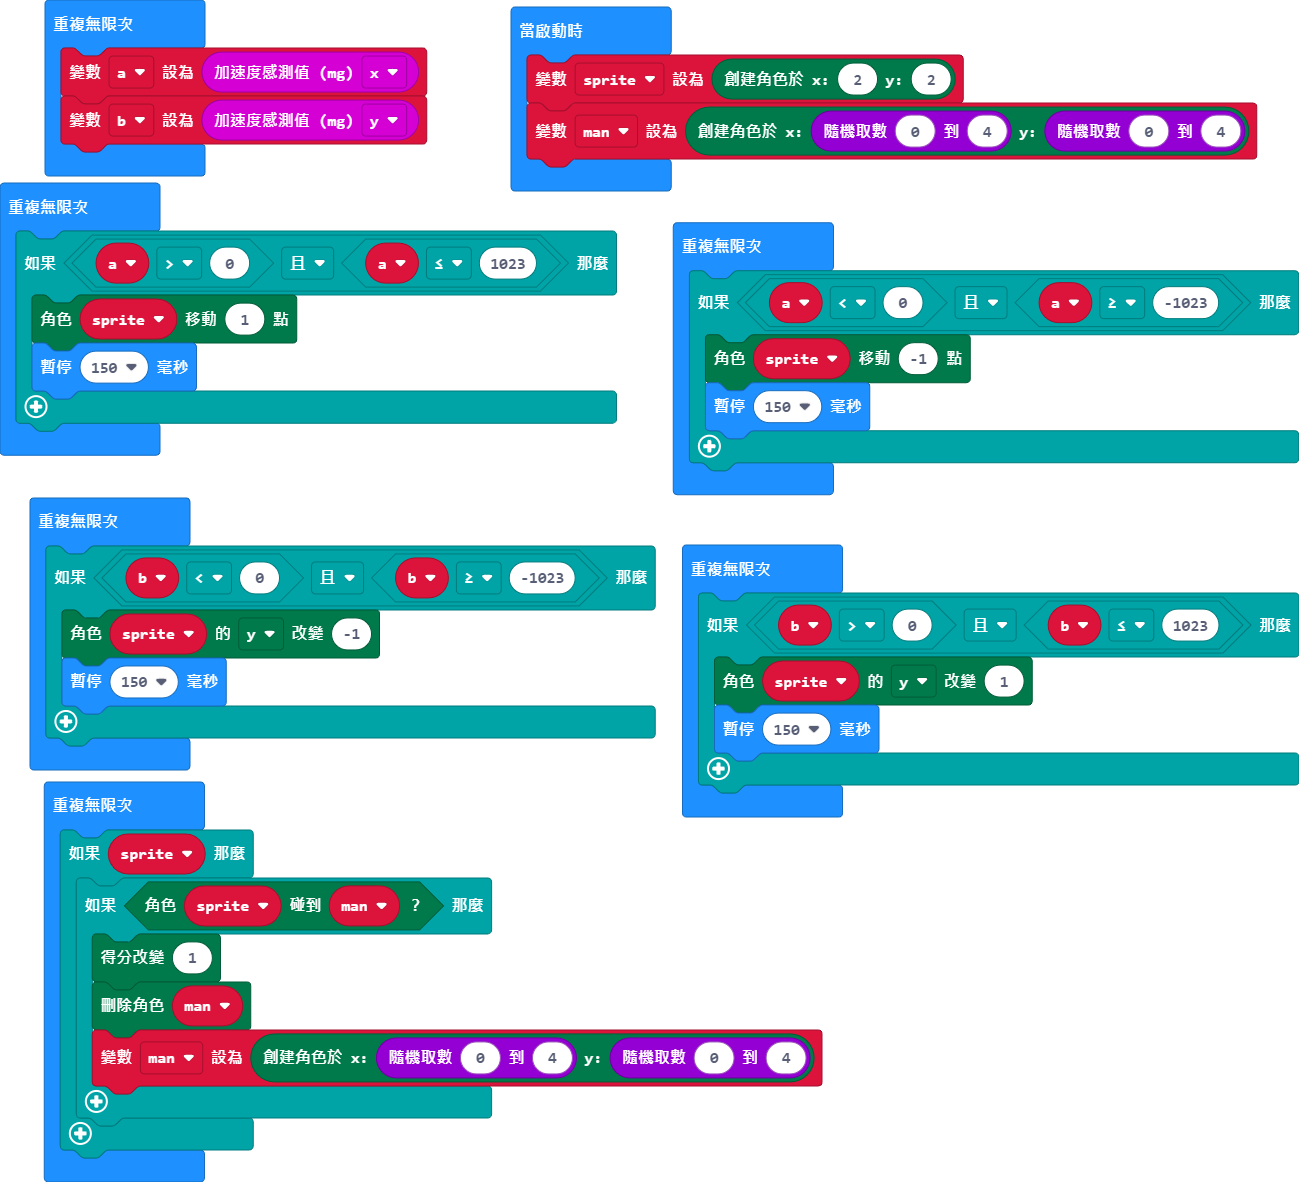 重複無限次
變數 a 設為 加速度感測值 (mg) x
變數 b 設為 加速度感測值 (mg) y
當啟動時
變數 sprite 設為 創建角色於 x: 2 y: 2
變數 man 設為 創建角色於 x: 隨機取數 0 到 4 y: 隨機取數 0 到 4
重複無限次
如果 a > 0 且 a ≤ 1023 那麼
角色 sprite 移動 1 點
暫停 150 毫秒
重複無限次
如果 a < 0 且 a ≥ -1023 那麼
角色 sprite 移動 -1 點
暫停 150 毫秒
重複無限次
如果 b < 0 且 b ≥ -1023 那麼
角色 sprite 的 y 改變 -1
暫停 150 毫秒
重複無限次
如果 b > 0 且 b ≤ 1023 那麼
角色 sprite 的 y 改變 1
暫停 150 毫秒
重複無限次
如果 sprite 那麼
如果 角色 sprite 碰到 man ? 那麼
得分改變 1
刪除角色 man
變數 man 設為 創建角色於 x: 隨機取數 0 到 4 y: 隨機取數 0 到 4